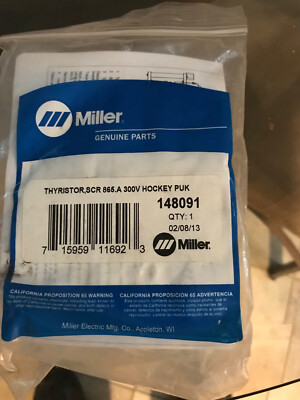 Miller
GENUINE PARTS
THYRISTOR,SCR 865.A 300V HOCKEY PUK
148091
QTY: 1
02/08/13
7 15959 11692 3
Miller
CALIFORNIA PROPOSITION 65 WARNING
CALIFORNIA PROPOSICION 65 ADVERTENCIA
Miller Electric Mfg. Co., Appleton, WI